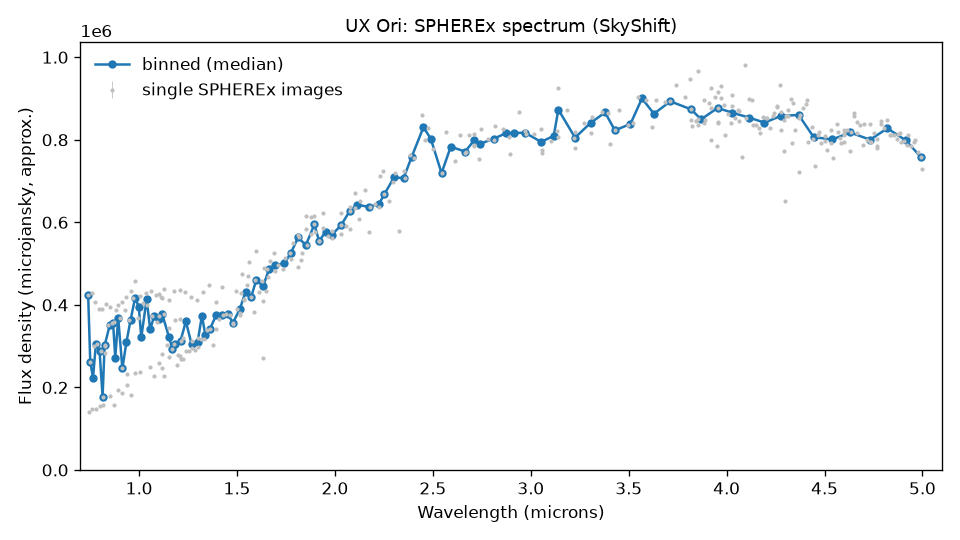 UX Ori: SPHEREx spectrum (SkyShift)
1e6
binned (median)
single SPHEREx images
Flux density (microjansky, approx.)
1.0
0.8
0.6
0.4
0.2
0.0
1.0 1.5 2.0 2.5 3.0 3.5 4.0 4.5 5.0
Wavelength (microns)